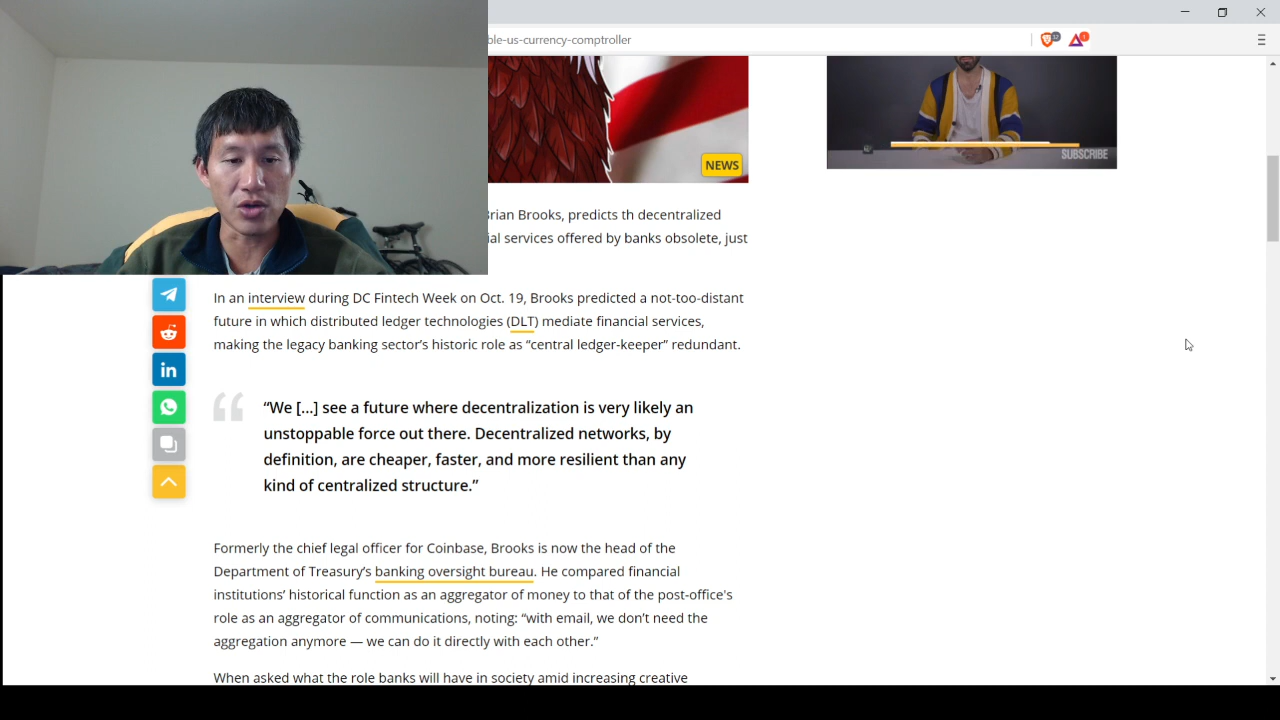 ble-us-currency-comptroller
32
1
NEWS
SUBSCRIBE
Brian Brooks, predicts th decentralized
ial services offered by banks obsolete, just
In an interview during DC Fintech Week on Oct. 19, Brooks predicted a not-too-distant
future in which distributed ledger technologies (DLT) mediate financial services,
making the legacy banking sector’s historic role as “central ledger-keeper” redundant.
“We [...] see a future where decentralization is very likely an
unstoppable force out there. Decentralized networks, by
definition, are cheaper, faster, and more resilient than any
kind of centralized structure.”
in
Formerly the chief legal officer for Coinbase, Brooks is now the head of the
Department of Treasury’s banking oversight bureau. He compared financial
institutions’ historical function as an aggregator of money to that of the post-office's
role as an aggregator of communications, noting: “with email, we don’t need the
aggregation anymore — we can do it directly with each other.”
When asked what the role banks will have in society amid increasing creative